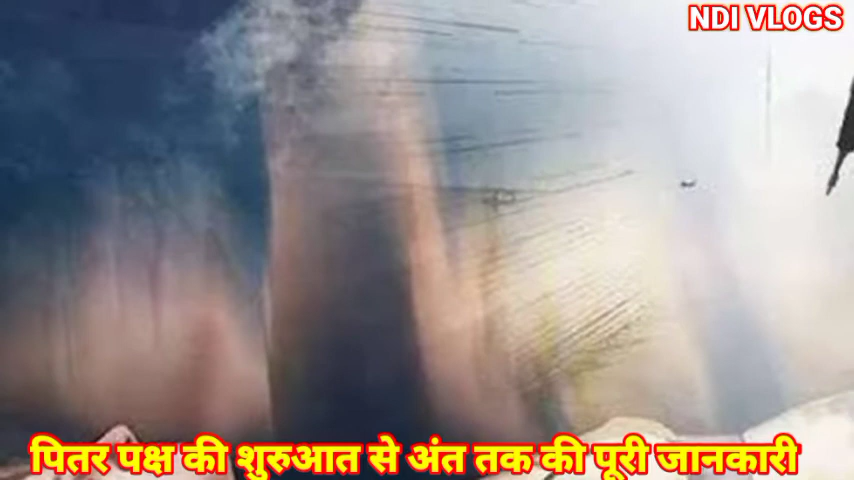 NDI VLOGS
पितर पक्ष की शुरुआत से अंत तक की पूरी जानकारी